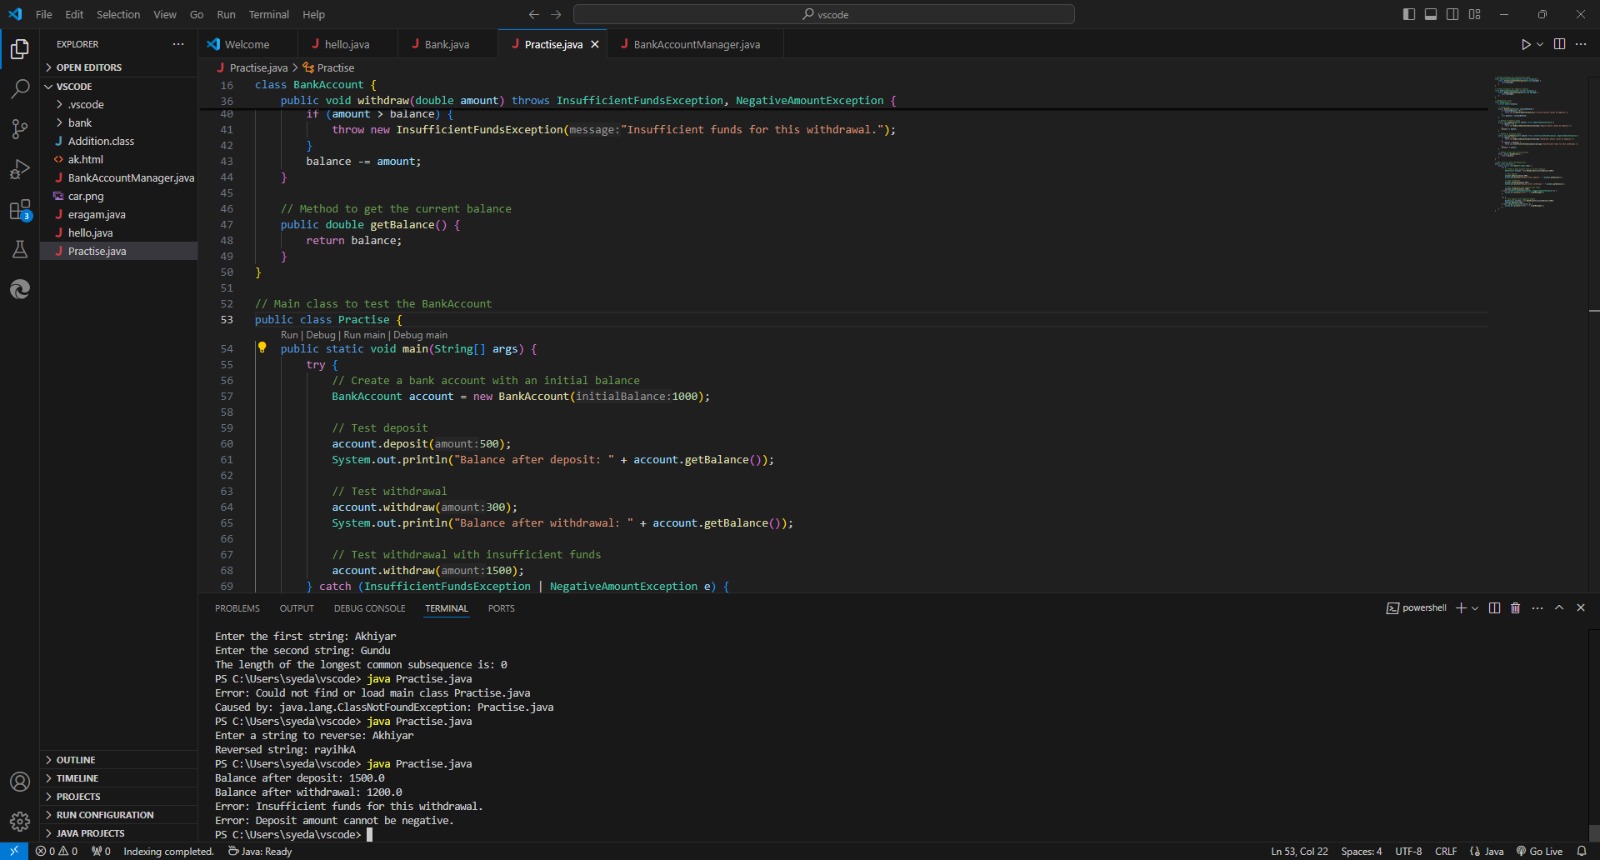 File Edit Selection View Go Run Terminal Help
vscode
EXPLORER
OPEN EDITORS
VSCODE
.vscode
bank
Addition.class
ak.html
BankAccountManager.java
car.png
eragam.java
hello.java
Practise.java
OUTLINE
TIMELINE
PROJECTS
RUN CONFIGURATION
JAVA PROJECTS
3
Welcome hello.java Bank.java Practise.java BankAccountManager.java
Practise.java > Practise
16 class BankAccount {
36 public void withdraw(double amount) throws InsufficientFundsException, NegativeAmountException {
40 if (amount > balance) {
41 throw new InsufficientFundsException(message:"Insufficient funds for this withdrawal.");
42 }
43 balance -= amount;
44 }
45
46 // Method to get the current balance
47 public double getBalance() {
48 return balance;
49 }
50 }
51
52 // Main class to test the BankAccount
53 public class Practise {
Run | Debug | Run main | Debug main
54 public static void main(String[] args) {
55 try {
56 // Create a bank account with an initial balance
57 BankAccount account = new BankAccount(initialBalance:1000);
58
59 // Test deposit
60 account.deposit(amount:500);
61 System.out.println("Balance after deposit: " + account.getBalance());
62
63 // Test withdrawal
64 account.withdraw(amount:300);
65 System.out.println("Balance after withdrawal: " + account.getBalance());
66
67 // Test withdrawal with insufficient funds
68 account.withdraw(amount:1500);
69 } catch (InsufficientFundsException | NegativeAmountException e) {
PROBLEMS OUTPUT DEBUG CONSOLE TERMINAL PORTS
powershell
Enter the first string: Akhiyar
Enter the second string: Gundu
The length of the longest common subsequence is: 0
PS C:\Users\syeda\vscode> java Practise.java
Error: Could not find or load main class Practise.java
Caused by: java.lang.ClassNotFoundException: Practise.java
PS C:\Users\syeda\vscode> java Practise.java
Enter a string to reverse: Akhiyar
Reversed string: rayihkA
PS C:\Users\syeda\vscode> java Practise.java
Balance after deposit: 1500.0
Balance after withdrawal: 1200.0
Error: Insufficient funds for this withdrawal.
Error: Deposit amount cannot be negative.
PS C:\Users\syeda\vscode>
0 0 0 Indexing completed. Java: Ready
Ln 53, Col 22 Spaces: 4 UTF-8 CRLF Java Go Live